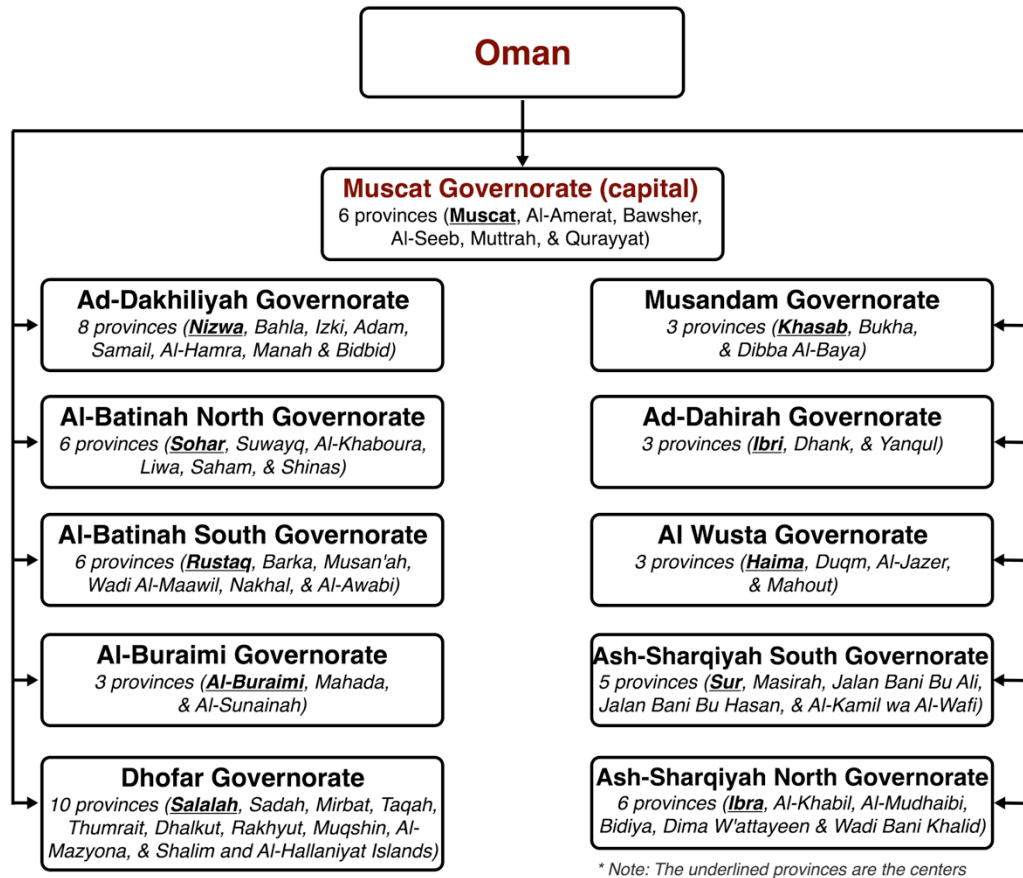 Oman
Muscat Governorate (capital)
6 provinces (Muscat, Al-Amerat, Bawsher,
Al-Seeb, Muttrah, & Qurayyat)
Ad-Dakhiliyah Governorate
8 provinces (Nizwa, Bahla, Izki, Adam,
Samail, Al-Hamra, Manah & Bidbid)
Al-Batinah North Governorate
6 provinces (Sohar, Suwayq, Al-Khaboura,
Liwa, Saham, & Shinas)
Al-Batinah South Governorate
6 provinces (Rustaq, Barka, Musan'ah,
Wadi Al-Maawil, Nakhal, & Al-Awabi)
Al-Buraimi Governorate
3 provinces (Al-Buraimi, Mahada,
& Al-Sunainah)
Dhofar Governorate
10 provinces (Salalah, Sadah, Mirbat, Taqah,
Thumrait, Dhalkut, Rakhyut, Muqshin, Al-
Mazyona, & Shalim and Al-Hallaniyat Islands)
Musandam Governorate
3 provinces (Khasab, Bukha,
& Dibba Al-Baya)
Ad-Dahirah Governorate
3 provinces (Ibri, Dhank, & Yanqul)
Al Wusta Governorate
3 provinces (Haima, Duqm, Al-Jazer,
& Mahout)
Ash-Sharqiyah South Governorate
5 provinces (Sur, Masirah, Jalan Bani Bu Ali,
Jalan Bani Bu Hasan, & Al-Kamil wa Al-Wafi)
Ash-Sharqiyah North Governorate
6 provinces (Ibra, Al-Khabil, Al-Mudhaibi,
Bidiya, Dima W'attayeen & Wadi Bani Khalid)
* Note: The underlined provinces are the centers